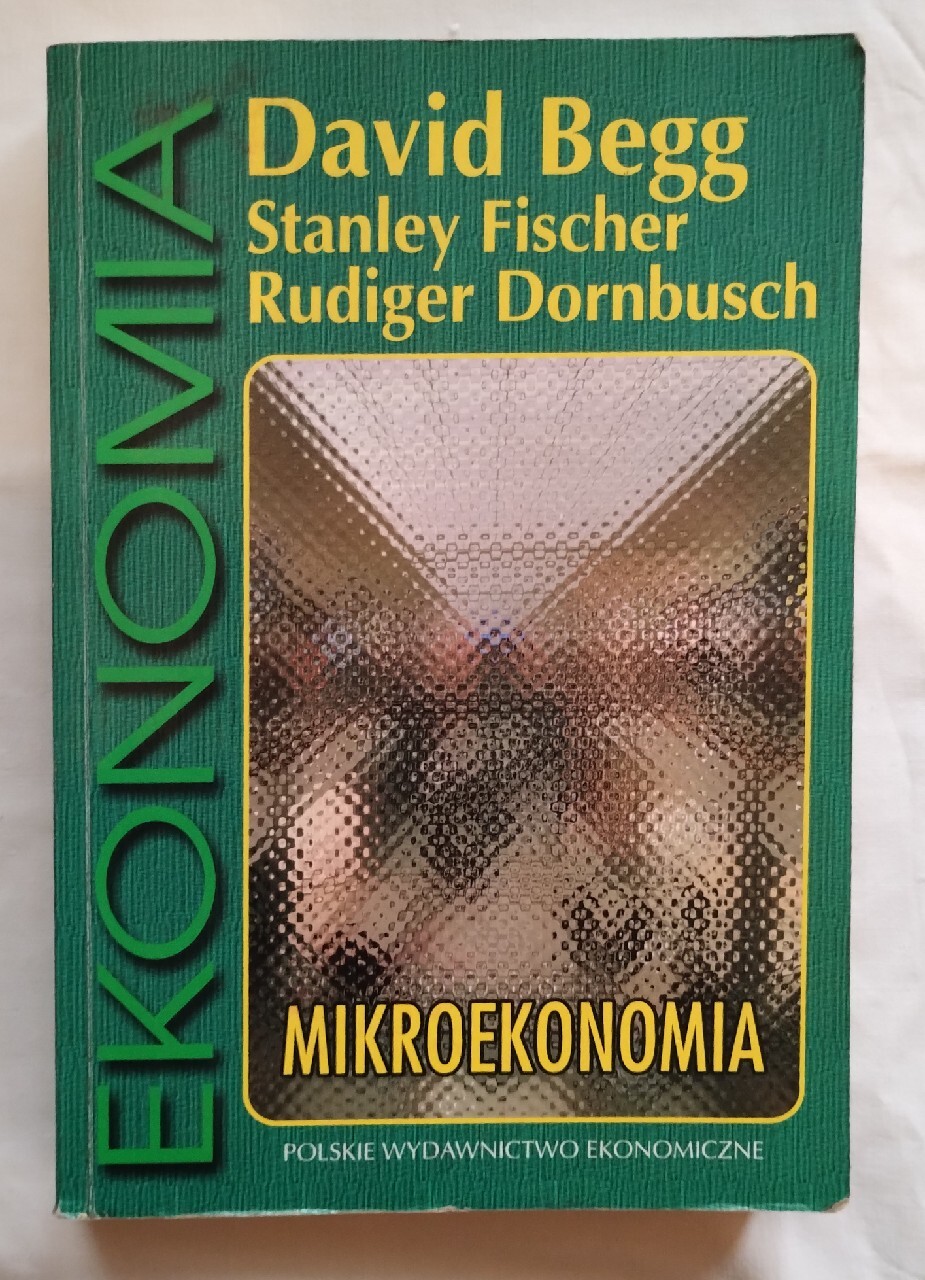 EKONOMIA
David Begg
Stanley Fischer
Rudiger Dornbusch
MIKROEKONOMIA
POLSKIE WYDAWNICTWO EKONOMICZNE